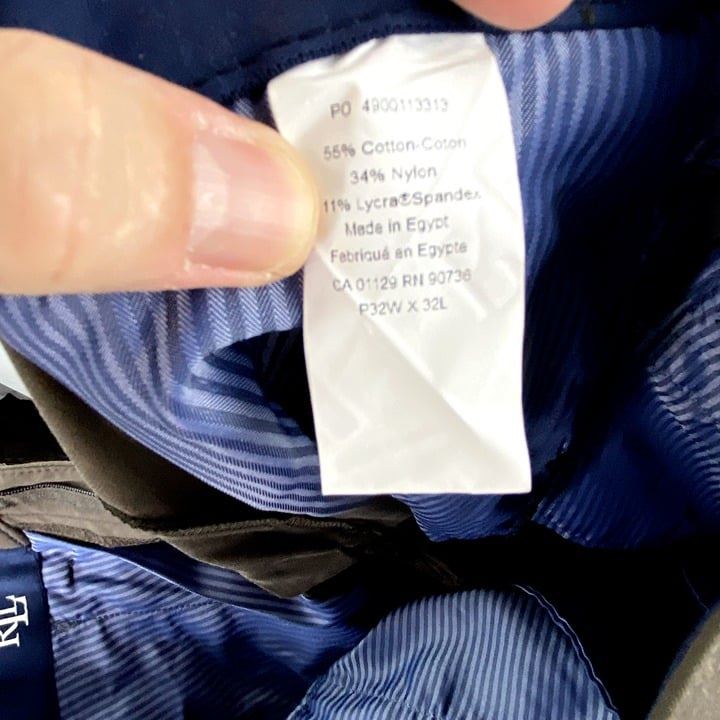 PO 4900113313
55% Cotton-Coton
34% Nylon
11% Lycra®Spandex
Made in Egypt
Fabriqué en Egypte
CA 01129 RN 90736
P32W X 32L
RL